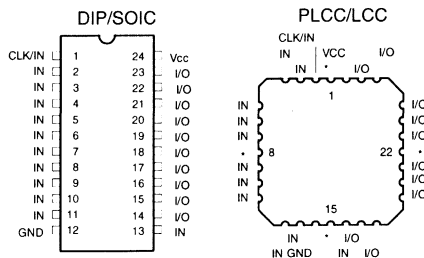 DIP/SOIC
CLK/IN 1 24 Vcc
IN 2 23 I/O
IN 3 22 I/O
IN 4 21 I/O
IN 5 20 I/O
IN 6 19 I/O
IN 7 18 I/O
IN 8 17 I/O
IN 9 16 I/O
IN 10 15 I/O
IN 11 14 I/O
GND 12 13 IN
PLCC/LCC
CLK/IN
IN VCC I/O
IN * I/O
1
IN I/O
IN I/O
IN I/O
* 8 22 *
IN I/O
IN I/O
IN I/O
15
IN * I/O
IN GND IN I/O